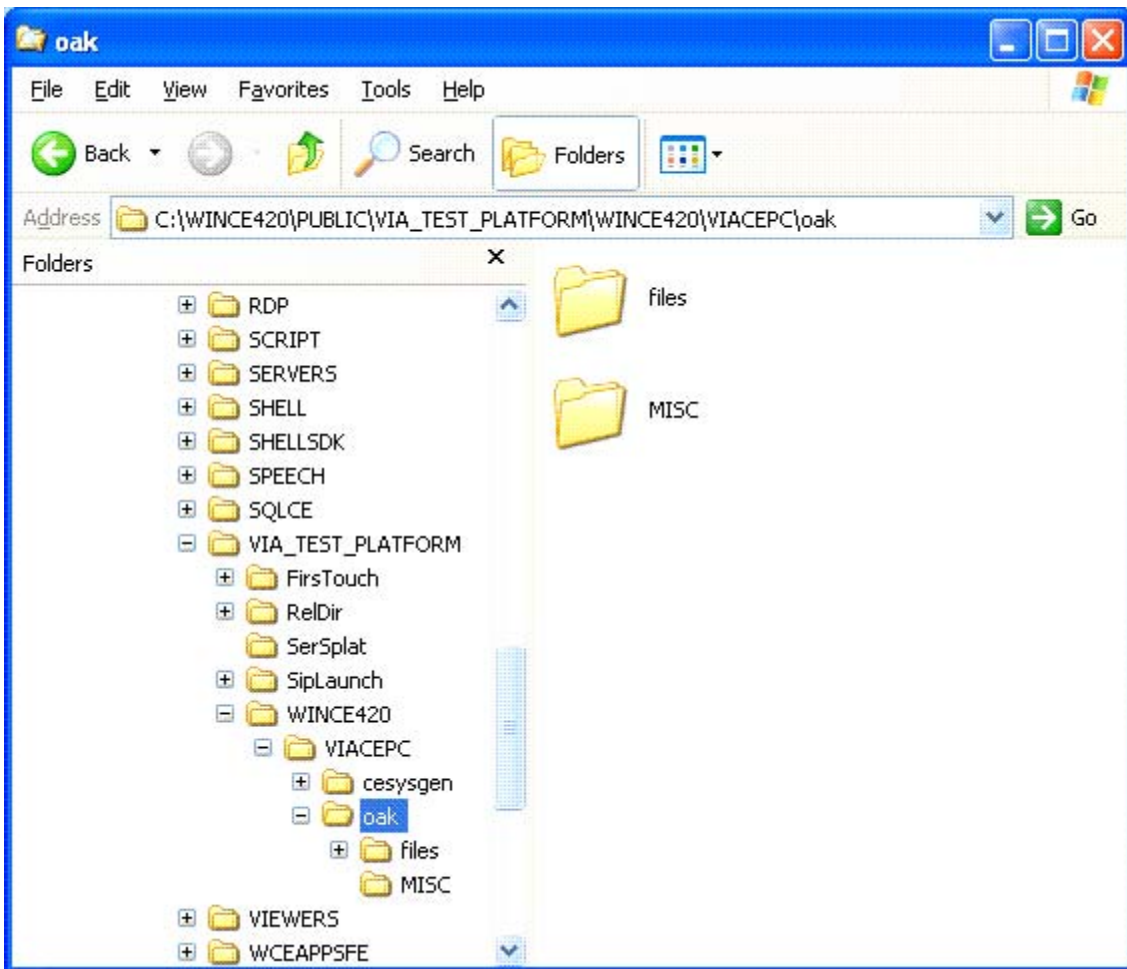 oak
File Edit View Favorites Tools Help
Back Search Folders
Address C:\WINCE420\PUBLIC\VIA_TEST_PLATFORM\WINCE420\VIACEPC\oak Go
Folders
RDP
SCRIPT
SERVERS
SHELL
SHELLSDK
SPEECH
SQLCE
VIA_TEST_PLATFORM
FirsTouch
RelDir
SerSplat
SipLaunch
WINCE420
VIACEPC
cesysgen
oak
files
MISC
VIEWERS
WCEAPPSFE
files
MISC